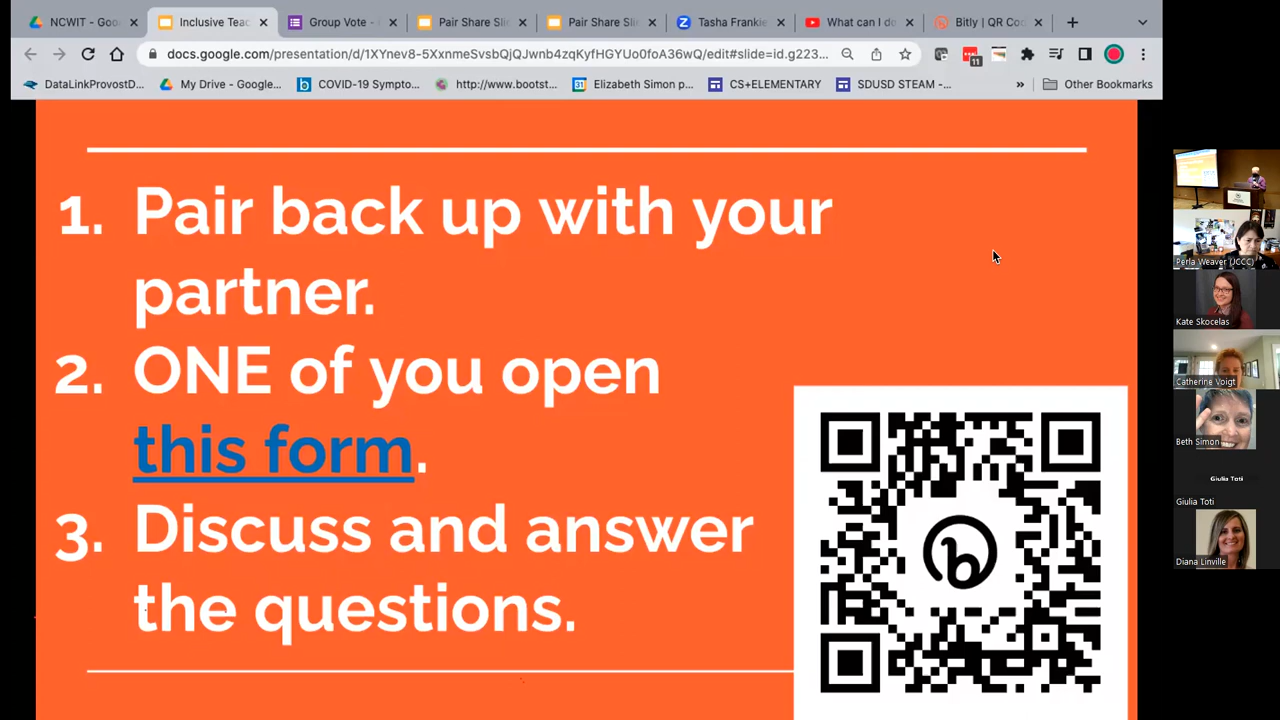 NCWIT - Goo
Inclusive Teac
Group Vote -
Pair Share Sli
Pair Share Sli
Tasha Frankie
What can I do
Bitly | QR Co
docs.google.com/presentation/d/1XYnev8-5XxnmeSvsbQjQJwnb4zqKyfHGYUo0foA36wQ/edit#slide=id.g223...
11
DataLinkProvostD...
My Drive - Google...
COVID-19 Sympto...
http://www.bootst...
31
Elizabeth Simon p...
CS+ELEMENTARY
SDUSD STEAM -...
»
Other Bookmarks
1. Pair back up with your
partner.
2. ONE of you open
this form.
3. Discuss and answer
the questions.
b
Perla Weaver (JCCC)
Kate Skocelas
Catherine Voigt
Beth Simon
Giulia Toti
Giulia Toti
Diana Linville